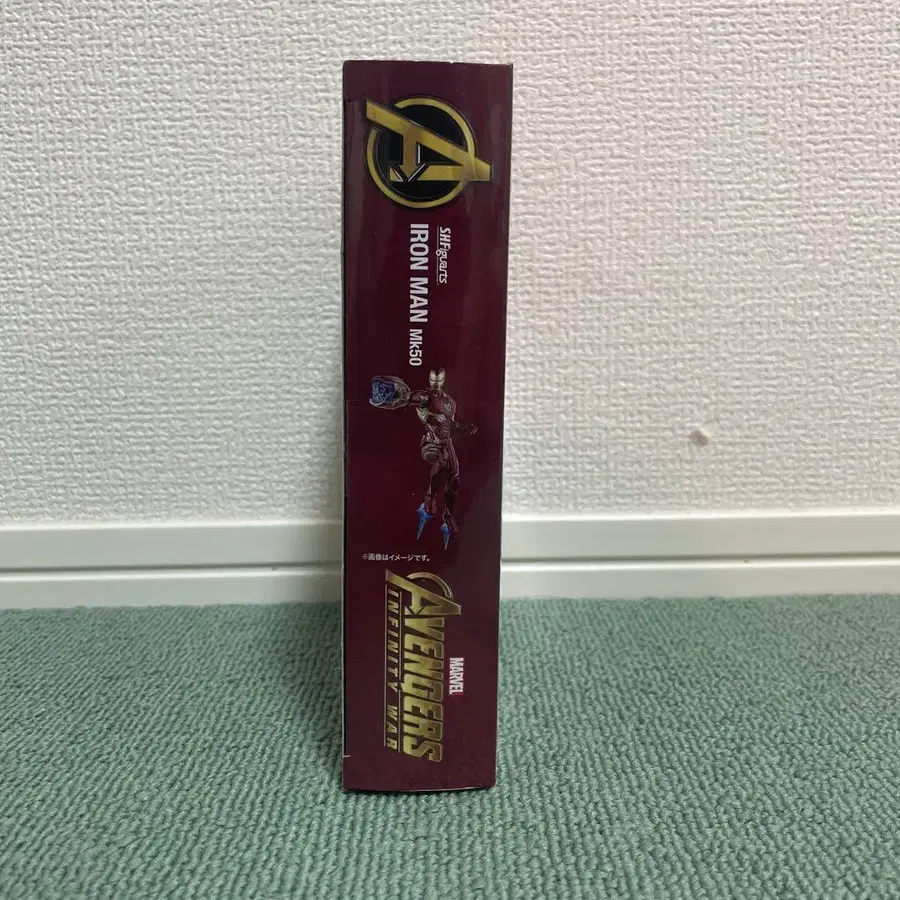 S.H.Figuarts
IRON MAN Mk50
※画像はイメージです。
MARVEL
AVENGERS
INFINITY WAR